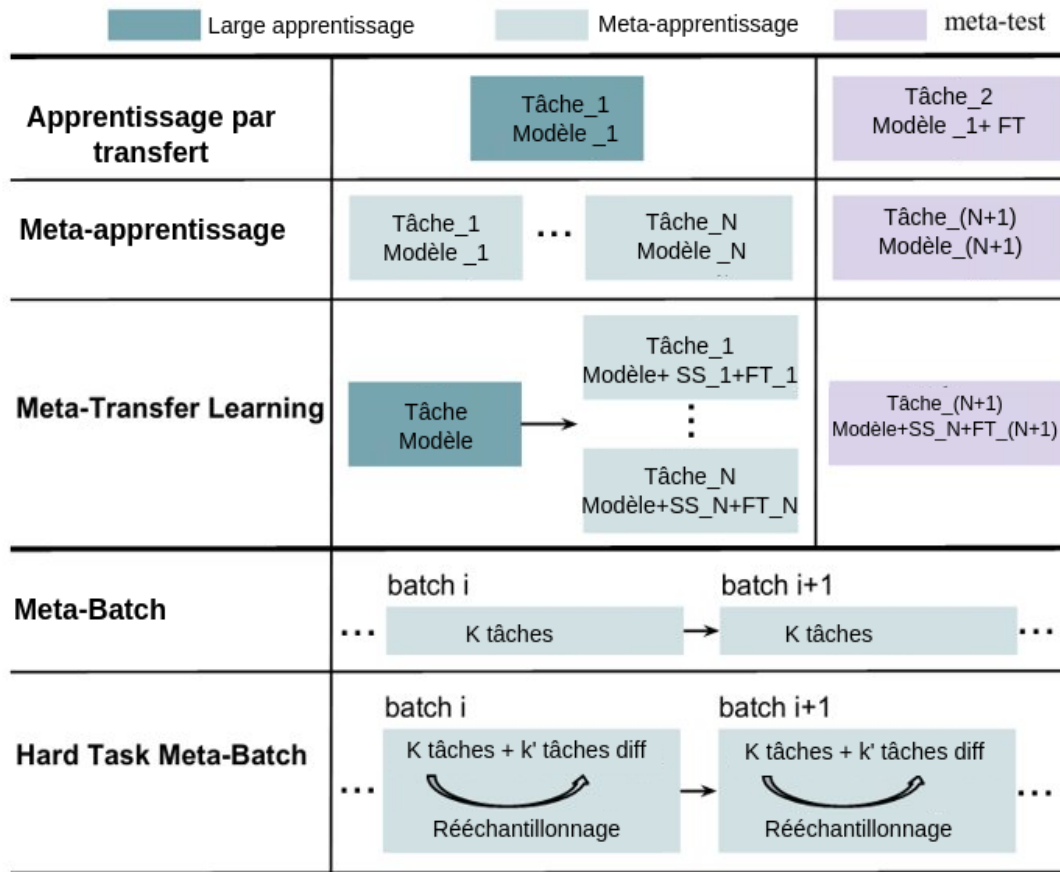 Large apprentissage
Meta-apprentissage
meta-test
Apprentissage par
transfert
Tâche_1
Modèle _1
Tâche_2
Modèle _1+ FT
Meta-apprentissage
Tâche_1
Modèle _1
...
Tâche_N
Modèle _N
Tâche_(N+1)
Modèle_(N+1)
Meta-Transfer Learning
Tâche
Modèle
Tâche_1
Modèle+ SS_1+FT_1
Tâche_N
Modèle+SS_N+FT_N
Tâche_(N+1)
Modèle+SS_N+FT_(N+1)
Meta-Batch
batch i
batch i+1
...
K tâches
K tâches
...
Hard Task Meta-Batch
batch i
batch i+1
...
K tâches + k' tâches diff
Rééchantillonnage
K tâches + k' tâches diff
Rééchantillonnage
...